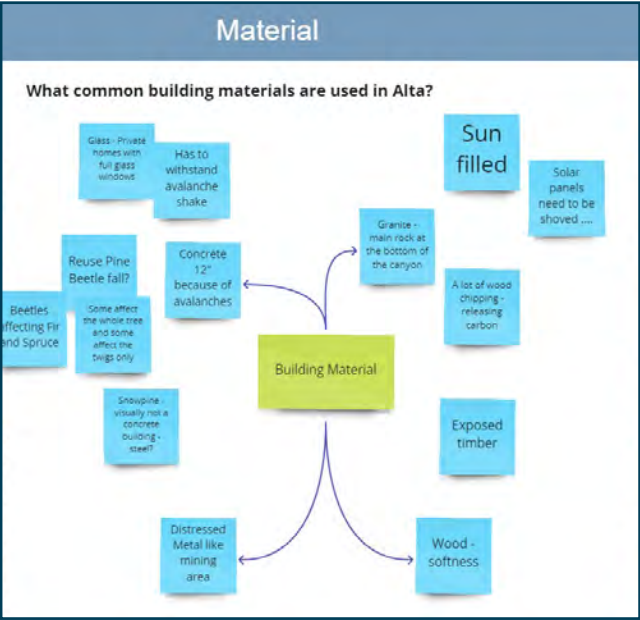 Material
What common building materials are used in Alta?
Glass - Private
homes with
full glass
windows
Has to
withstand
avalanche
shake
Sun
filled
Solar
panels
need to be
shoved ....
Granite -
main rock at
the bottom of
the canyon
Reuse Pine
Beetle fall?
Concrete
12"
because of
avalanches
A lot of wood
chipping -
releasing
carbon
Beetles
affecting Fir
and Spruce
Some affect
the whole tree
and some
affect the
twigs only
Building Material
Snowpine -
visually not a
concrete
building -
steel?
Exposed
timber
Distressed
Metal like
mining
area
Wood -
softness